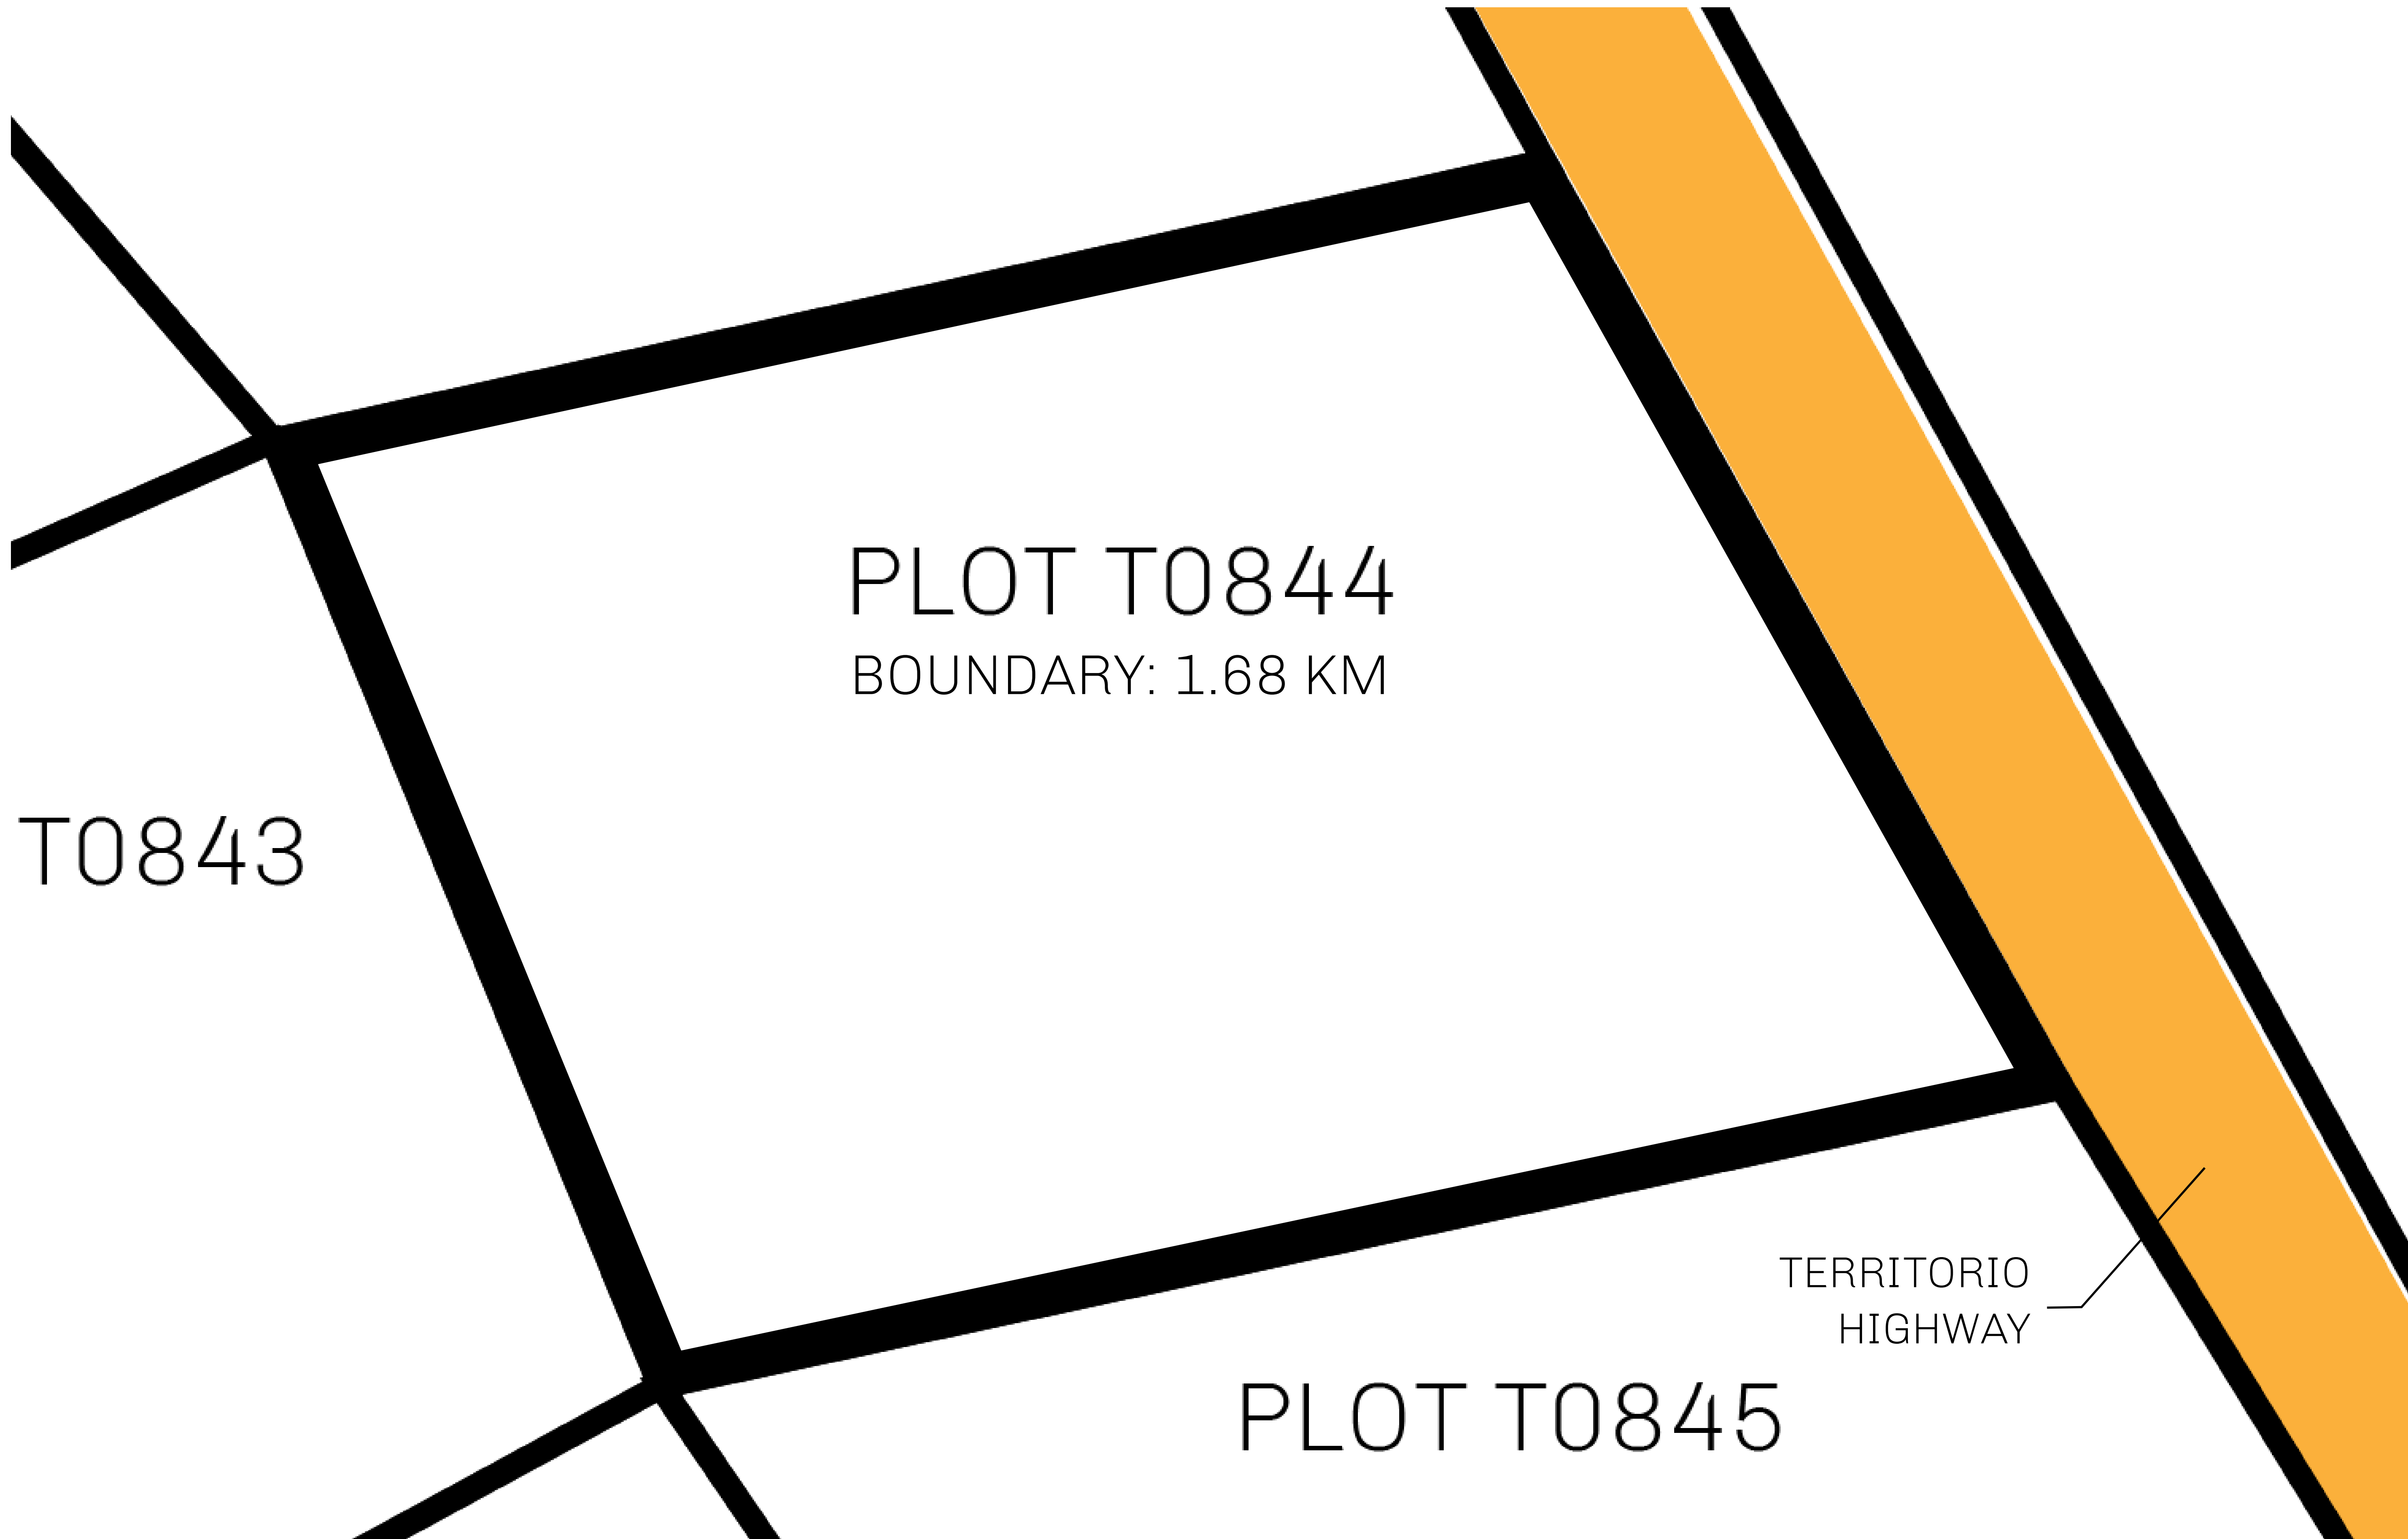 PLOT T0844
BOUNDARY: 1.68 KM
T0843
TERRITORIO
HIGHWAY
PLOT T0845